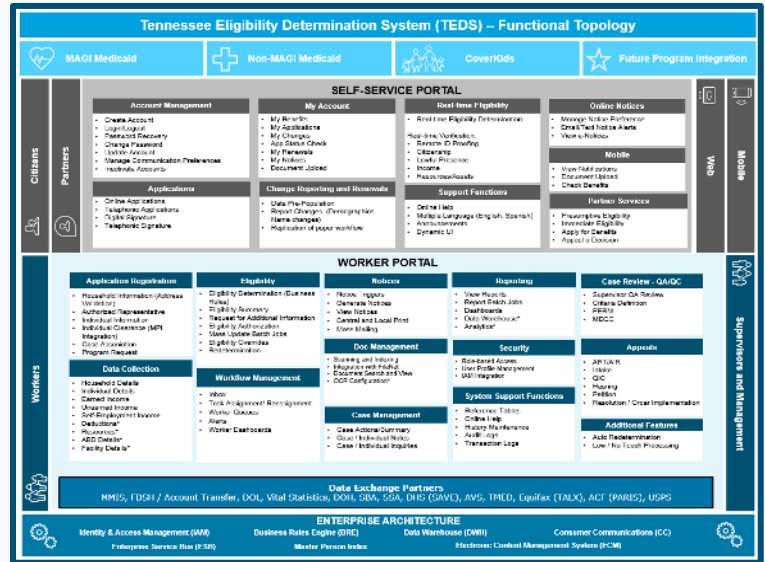 Tennessee Eligibility Determination System (TEDS) – Functional Topology
MAGI Medicaid
Non-MAGI Medicaid
CoverKids
Future Program Integration
Citizens
Partners
SELF-SERVICE PORTAL
Account Management
• Create Account
• Login/Logout
• Password Recovery
• Change Password
• Update Account
• Manage Communication Preferences
• Inactivate Accounts
Applications
• Online Applications
• Telephonic Applications
• Digital Signature
• Telephonic Signature
My Account
• My Benefits
• My Applications
• My Changes
• App Status Check
• My Renewals
• My Notices
• Document Upload
Change Reporting and Renewals
• Data Pre-Population
• Report Changes (Demographic/
Name changes)
• Replication of paper workflow
Real-time Eligibility
• Real-time Eligibility Determination
Real-time Verification:
• Remote ID Proofing
• Citizenship
• Lawful Presence
• Income
• Resources/Assets
Support Functions
• Online Help
• Multiple Language (English, Spanish)
• Announcements
• Dynamic UI
Online Notices
• Manage Notice Preference
• Email/Text Notice Alerts
• View e-Notices
Mobile
• View Notifications
• Document Upload
• Check Benefits
Partner Services
• Presumptive Eligibility
• Immediate Eligibility
• Apply for Benefits
• Appeal a Decision
Web
Mobile
Workers
WORKER PORTAL
Application Registration
• Household Information (Address
Validation)
• Authorized Representative
• Individual Information
• Individual Clearance (MPI
Integration)
• Case Association
• Program Request
Data Collection
• Household Details
• Individual Details
• Earned Income
• Unearned Income
• Self-Employment Income
• Deductions*
• Resources*
• ABD Details*
• Facility Details*
Eligibility
• Eligibility Determination (Business
Rules)
• Eligibility Summary
• Request for Additional Information
• Eligibility Authorization
• Mass Update Batch Jobs
• Eligibility Overrides
• Redetermination
Workflow Management
• Inbox
• Task Assignment/ Reassignment
• Worker Queues
• Alerts
• Worker Dashboards
Notices
• Notice Triggers
• Generate Notices
• View Notices
• Central and Local Print
• Mass Mailing
Doc Management
• Scanning and Indexing
• Integration with FileNet
• Document Search and View
• OCR Configuration*
Case Management
• Case Actions/Summary
• Case / Individual Notes
• Case / Individual Inquiries
Reporting
• View Reports
• Report Batch Jobs
• Dashboards
• Data Warehouse*
• Analytics*
Security
• Role-based Access
• User Profile Management
• IAM Integration
System Support Functions
• Reference Tables
• Online Help
• History Maintenance
• Audit Logs
• Transaction Logs
Case Review - QA/QC
• Supervisor QA Review
• Criteria Definition
• PERM
• MEQC
Appeals
• Intake
• QIC
• Hearing
• Petition
• Resolution / Order Implementation
Additional Features
• Auto Redetermination
• Low / No Touch Processing
Supervisors and Management
Data Exchange Partners
MMIS, FDSH / Account Transfer, DOL, Vital Statistics, DOH, SBA, SSA, DHS (SAVE), AVS, TMED, Equifax (TALX), ACF (PARIS), USPS
ENTERPRISE ARCHITECTURE
Identity & Access Management (IAM)
Business Rules Engine (BRE)
Data Warehouse (DWH)
Consumer Communications (CC)
Enterprise Service Bus (ESB)
Master Person Index
Electronic Content Management System (ECM)